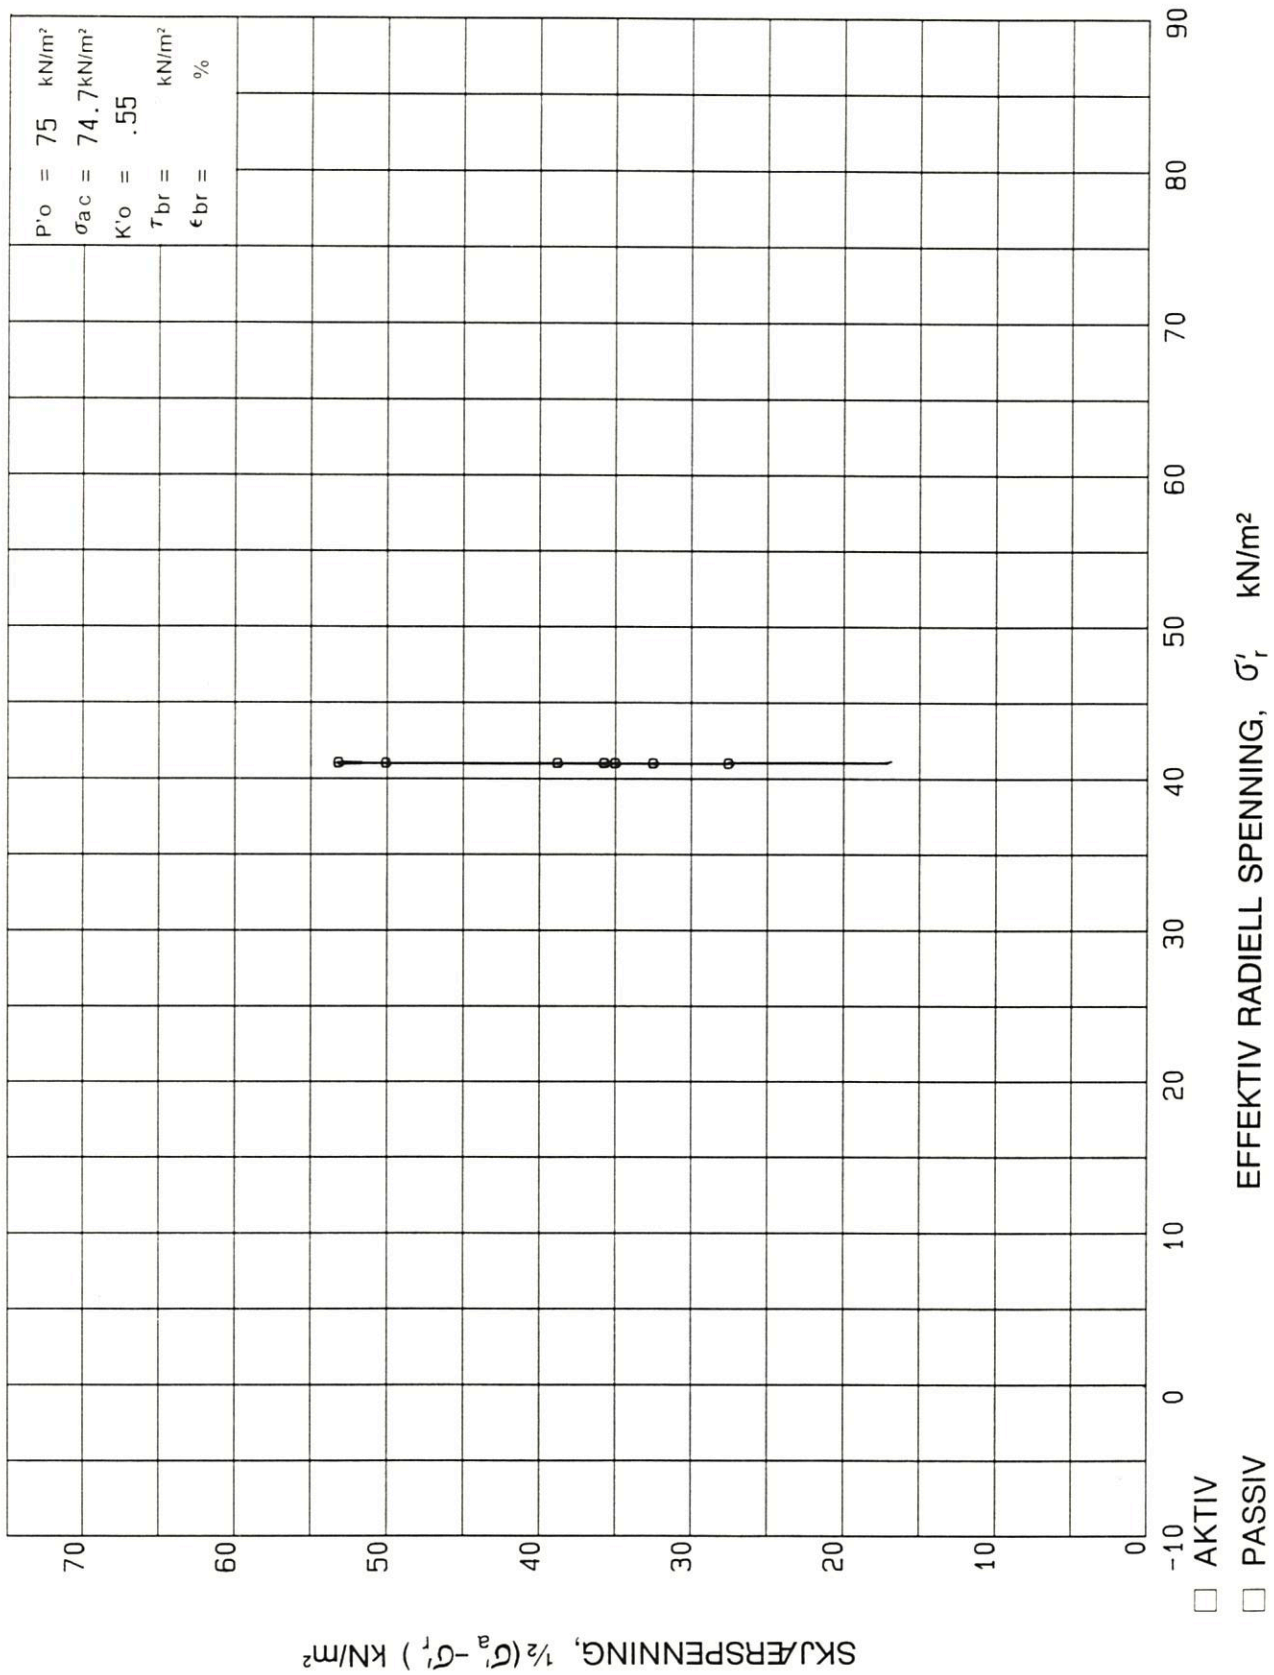 P'o = 75 kN/m²
σac = 74.7kN/m²
K'o = .55
τbr = kN/m²
εbr = %
SKJÆRSPENNING, ½(σ'a-σ'r) kN/m²
70
60
50
40
30
20
10
0
-10 0 10 20 30 40 50 60 70 80 90
EFFEKTIV RADIELL SPENNING, σ'r kN/m²
□ AKTIV
□ PASSIV